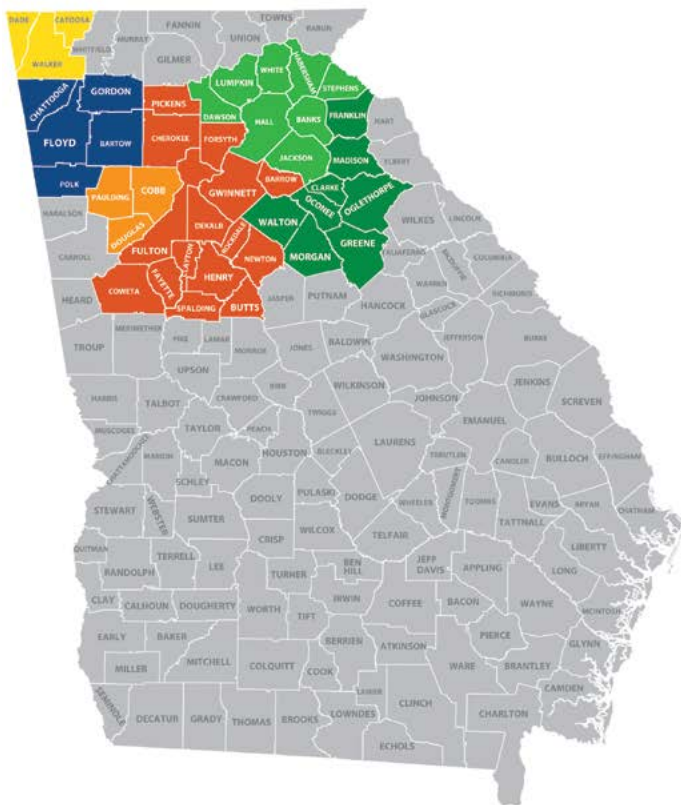 DADE
CATOOSA
WALKER
WHITFIELD
MURRAY
FANNIN
GILMER
UNION
TOWNS
RABUN
CHATTOOGA
GORDON
FLOYD
BARTOW
POLK
PICKENS
CHEROKEE
FORSYTH
DAWSON
LUMPKIN
WHITE
HABERSHAM
STEPHENS
HALL
BANKS
JACKSON
FRANKLIN
HART
MADISON
ELBERT
PAULDING
COBB
DOUGLAS
GWINNETT
BARROW
CLARKE
OCONEE
OGLETHORPE
WALTON
MORGAN
GREENE
WILKES
LINCOLN
HARALSON
CARROLL
FULTON
DEKALB
ROCKDALE
CLAYTON
HENRY
NEWTON
FAYETTE
COWETA
SPALDING
BUTTS
TALIAFERRO
MCDUFFIE
COLUMBIA
WARREN
RICHMOND
GLASCOCK
HEARD
JASPER
PUTNAM
HANCOCK
TROUP
MERIWETHER
PIKE
LAMAR
MONROE
JONES
BALDWIN
WASHINGTON
JEFFERSON
BURKE
UPSON
HARRIS
TALBOT
CRAWFORD
BIBB
TWIGGS
WILKINSON
JOHNSON
JENKINS
SCREVEN
EMANUEL
MUSCOGEE
TAYLOR
PEACH
HOUSTON
BLECKLEY
LAURENS
CHATTAHOOCHEE
MARION
MACON
SCHLEY
DOOLY
PULASKI
DODGE
WHEELER
MONTGOMERY
TOOMBS
CANDLER
BULLOCH
EFFINGHAM
EVANS
BRYAN
CHATHAM
TATTNALL
STEWART
WEBSTER
SUMTER
CRISP
WILCOX
TELFAIR
QUITMAN
RANDOLPH
TERRELL
LEE
TURNER
BEN
HILL
JEFF
DAVIS
APPLING
LONG
LIBERTY
CLAY
CALHOUN
DOUGHERTY
WORTH
TIFT
IRWIN
COFFEE
BACON
WAYNE
MCINTOSH
EARLY
BAKER
BERRIEN
ATKINSON
PIERCE
GLYNN
MILLER
MITCHELL
COLQUITT
COOK
WARE
BRANTLEY
LANIER
CLINCH
CAMDEN
CHARLTON
SEMINOLE
DECATUR
GRADY
THOMAS
BROOKS
LOWNDES
ECHOLS